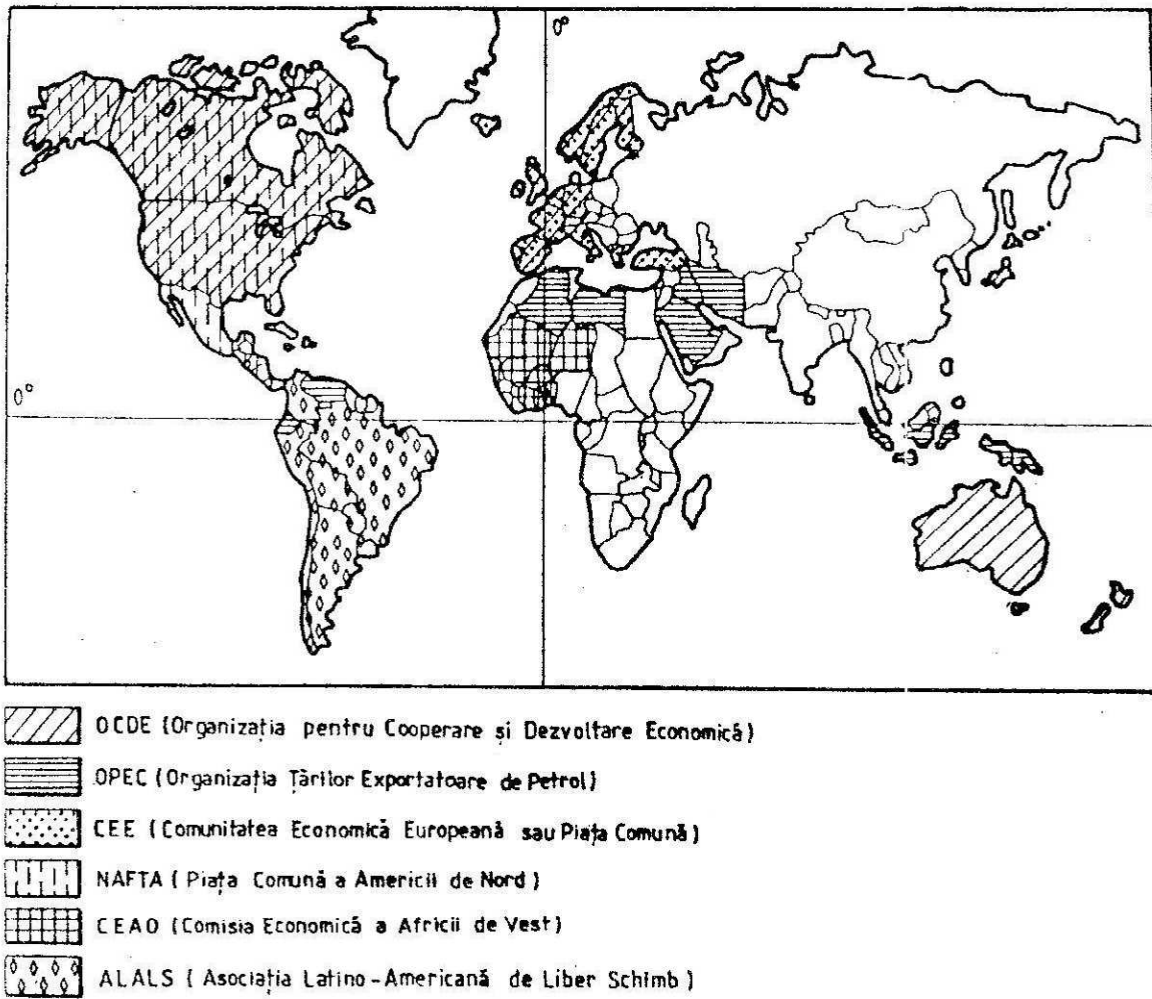 0°
0°
OCDE (Organizația pentru Cooperare și Dezvoltare Economică)
OPEC (Organizația Țărilor Exportatoare de Petrol)
CEE (Comunitatea Economică Europeană sau Piața Comună)
NAFTA (Piața Comună a Americii de Nord)
CEAO (Comisia Economică a Africii de Vest)
ALALS (Asociația Latino-Americană de Liber Schimb)